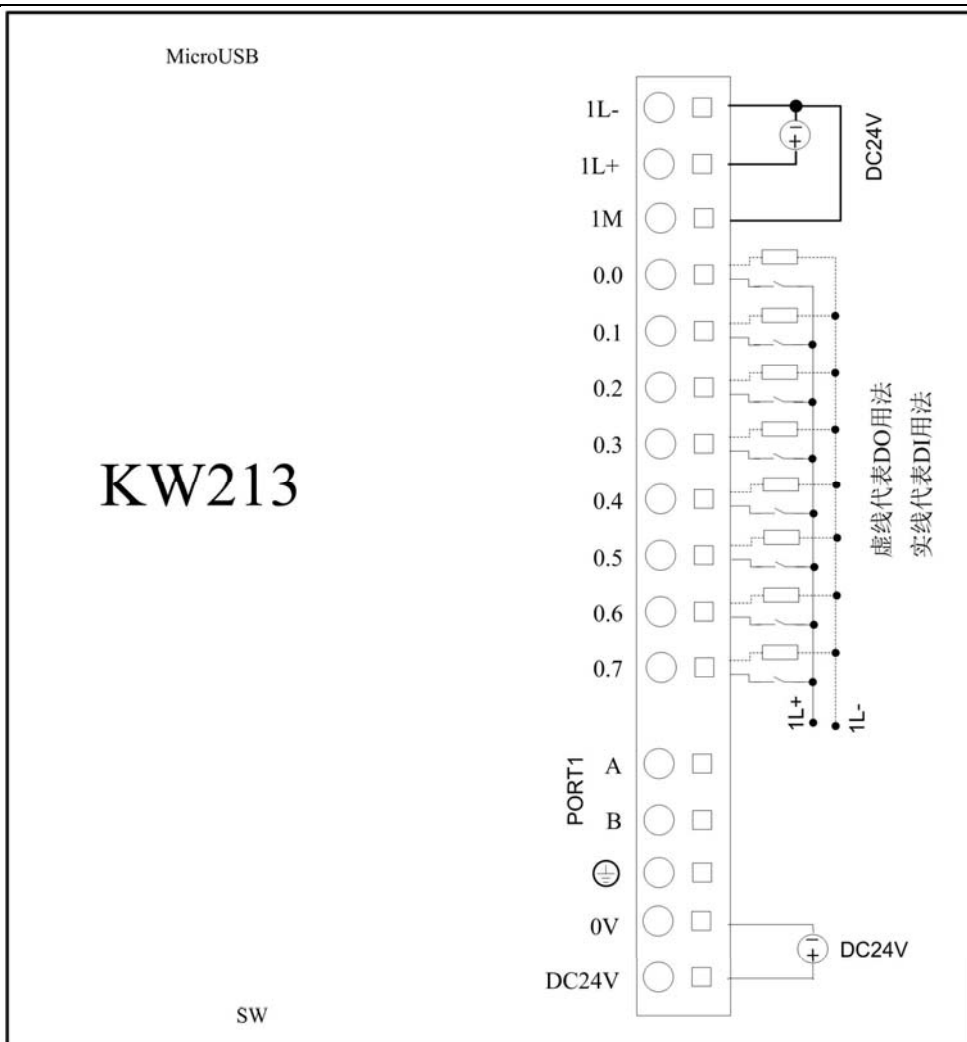 MicroUSB
1L-
1L+
1M
0.0
0.1
0.2
0.3
0.4
0.5
0.6
0.7
DC24V
KW213
虚线代表DO用法
实线代表DI用法
1L+
1L-
PORT1
A
B
0V
DC24V
DC24V
SW